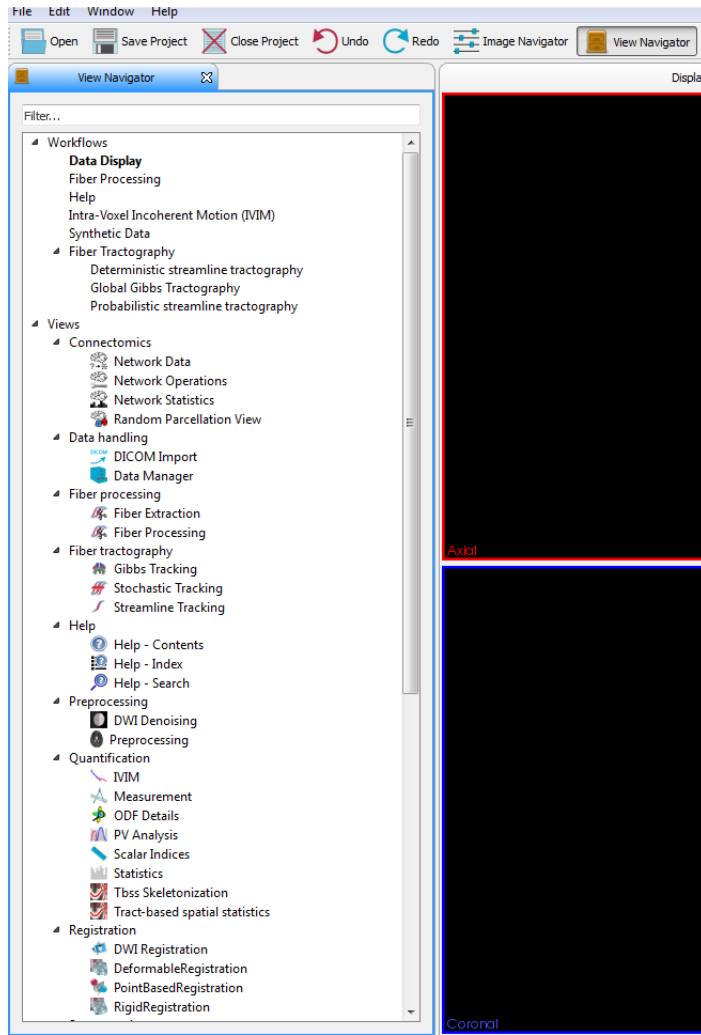 File Edit Window Help
Open Save Project Close Project Undo Redo Image Navigator View Navigator
View Navigator
Displa
Filter...
Workflows
Data Display
Fiber Processing
Help
Intra-Voxel Incoherent Motion (IVIM)
Synthetic Data
Fiber Tractography
Deterministic streamline tractography
Global Gibbs Tractography
Probabilistic streamline tractography
Views
Connectomics
Network Data
Network Operations
Network Statistics
Random Parcellation View
Data handling
DICOM Import
Data Manager
Fiber processing
Fiber Extraction
Fiber Processing
Fiber tractography
Gibbs Tracking
Stochastic Tracking
Streamline Tracking
Help
Help - Contents
Help - Index
Help - Search
Preprocessing
DWI Denoising
Preprocessing
Quantification
IVIM
Measurement
ODF Details
PV Analysis
Scalar Indices
Statistics
Tbss Skeletonization
Tract-based spatial statistics
Registration
DWI Registration
DeformableRegistration
PointBasedRegistration
RigidRegistration
Axial
Coronal